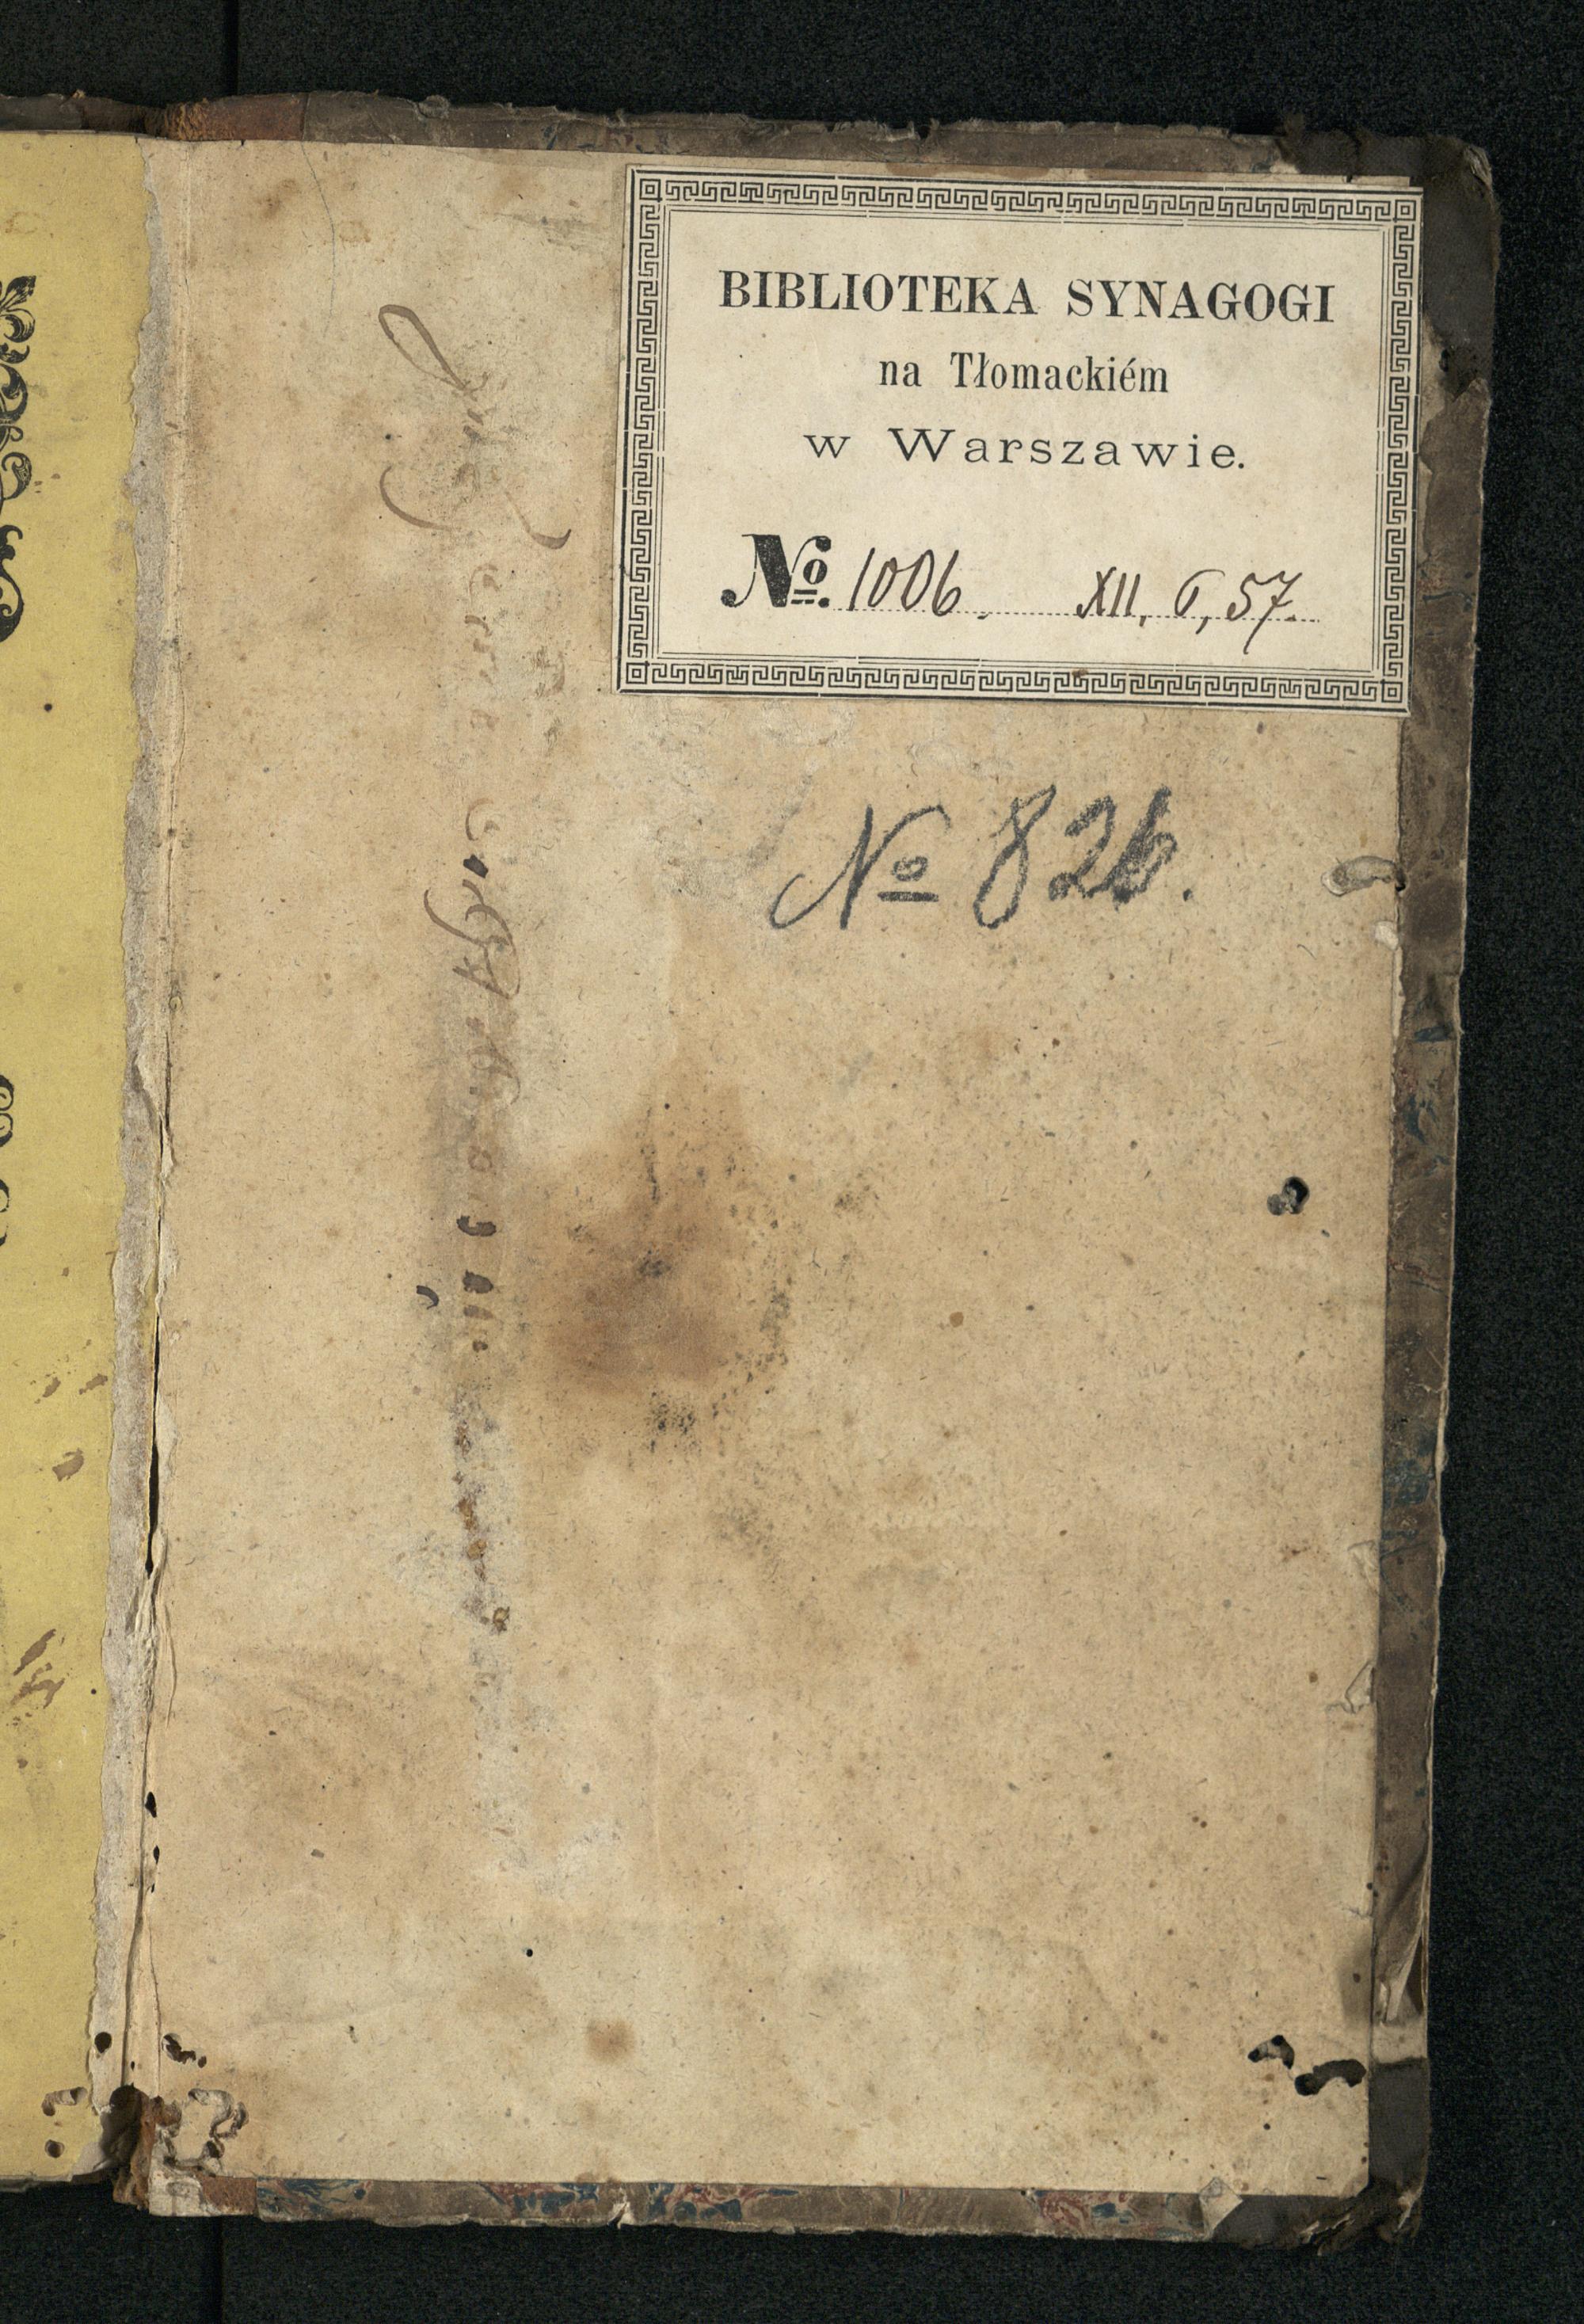 BIBLIOTEKA SYNAGOGI
na Tłomackiém
w Warszawie.
No. 1006. XII, 6, 57.
No 826.